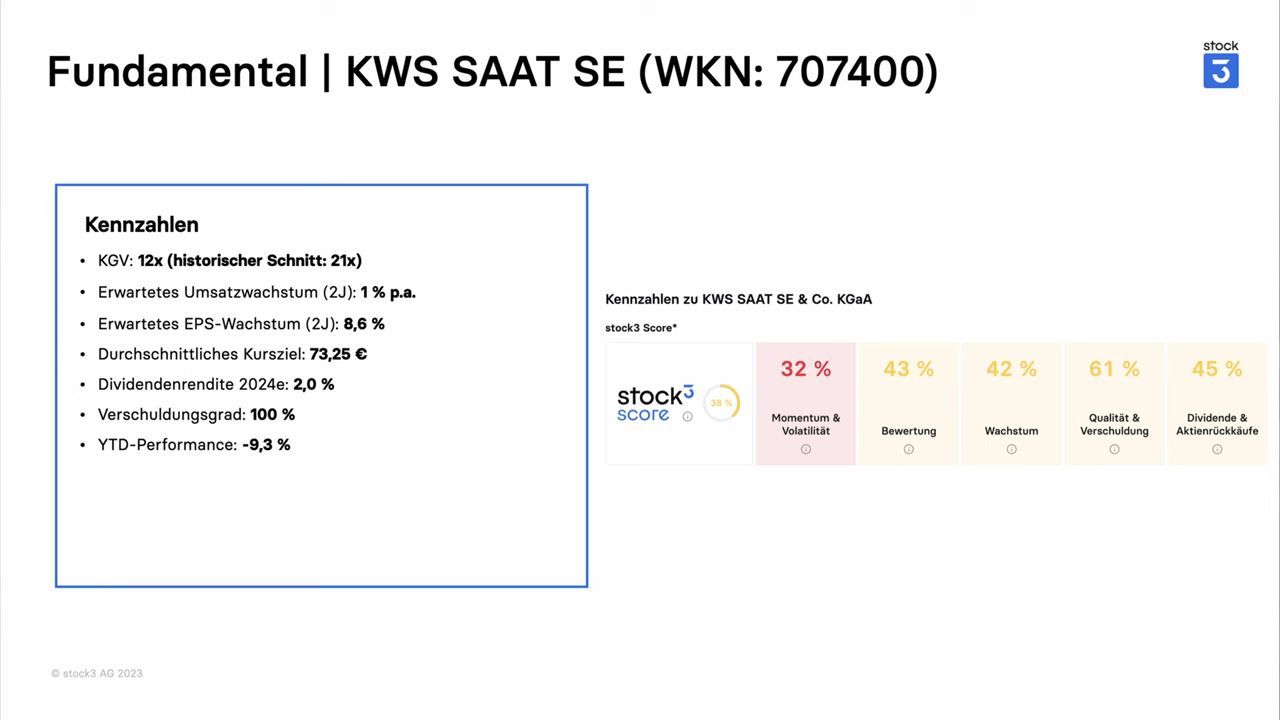 Fundamental | KWS SAAT SE (WKN: 707400)
stock
3
Kennzahlen
• KGV: 12x (historischer Schnitt: 21x)
• Erwartetes Umsatzwachstum (2J): 1 % p.a.
• Erwartetes EPS-Wachstum (2J): 8,6 %
• Durchschnittliches Kursziel: 73,25 €
• Dividendenrendite 2024e: 2,0 %
• Verschuldungsgrad: 100 %
• YTD-Performance: -9,3 %
Kennzahlen zu KWS SAAT SE & Co. KGaA
stock3 Score*
stock3
score
38 %
32 %
Momentum &
Volatilität
43 %
Bewertung
42 %
Wachstum
61 %
Qualität &
Verschuldung
45 %
Dividende &
Aktienrückkäufe
© stock3 AG 2023